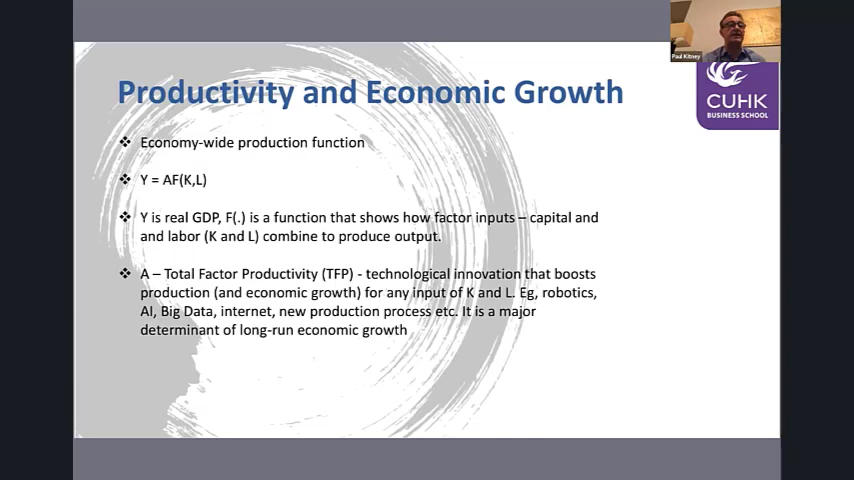 Paul Kitney
CUHK
BUSINESS SCHOOL
Productivity and Economic Growth
❖ Economy-wide production function
❖ Y = AF(K,L)
❖ Y is real GDP, F(.) is a function that shows how factor inputs – capital and
and labor (K and L) combine to produce output.
❖ A – Total Factor Productivity (TFP) - technological innovation that boosts
production (and economic growth) for any input of K and L. Eg, robotics,
AI, Big Data, internet, new production process etc. It is a major
determinant of long-run economic growth